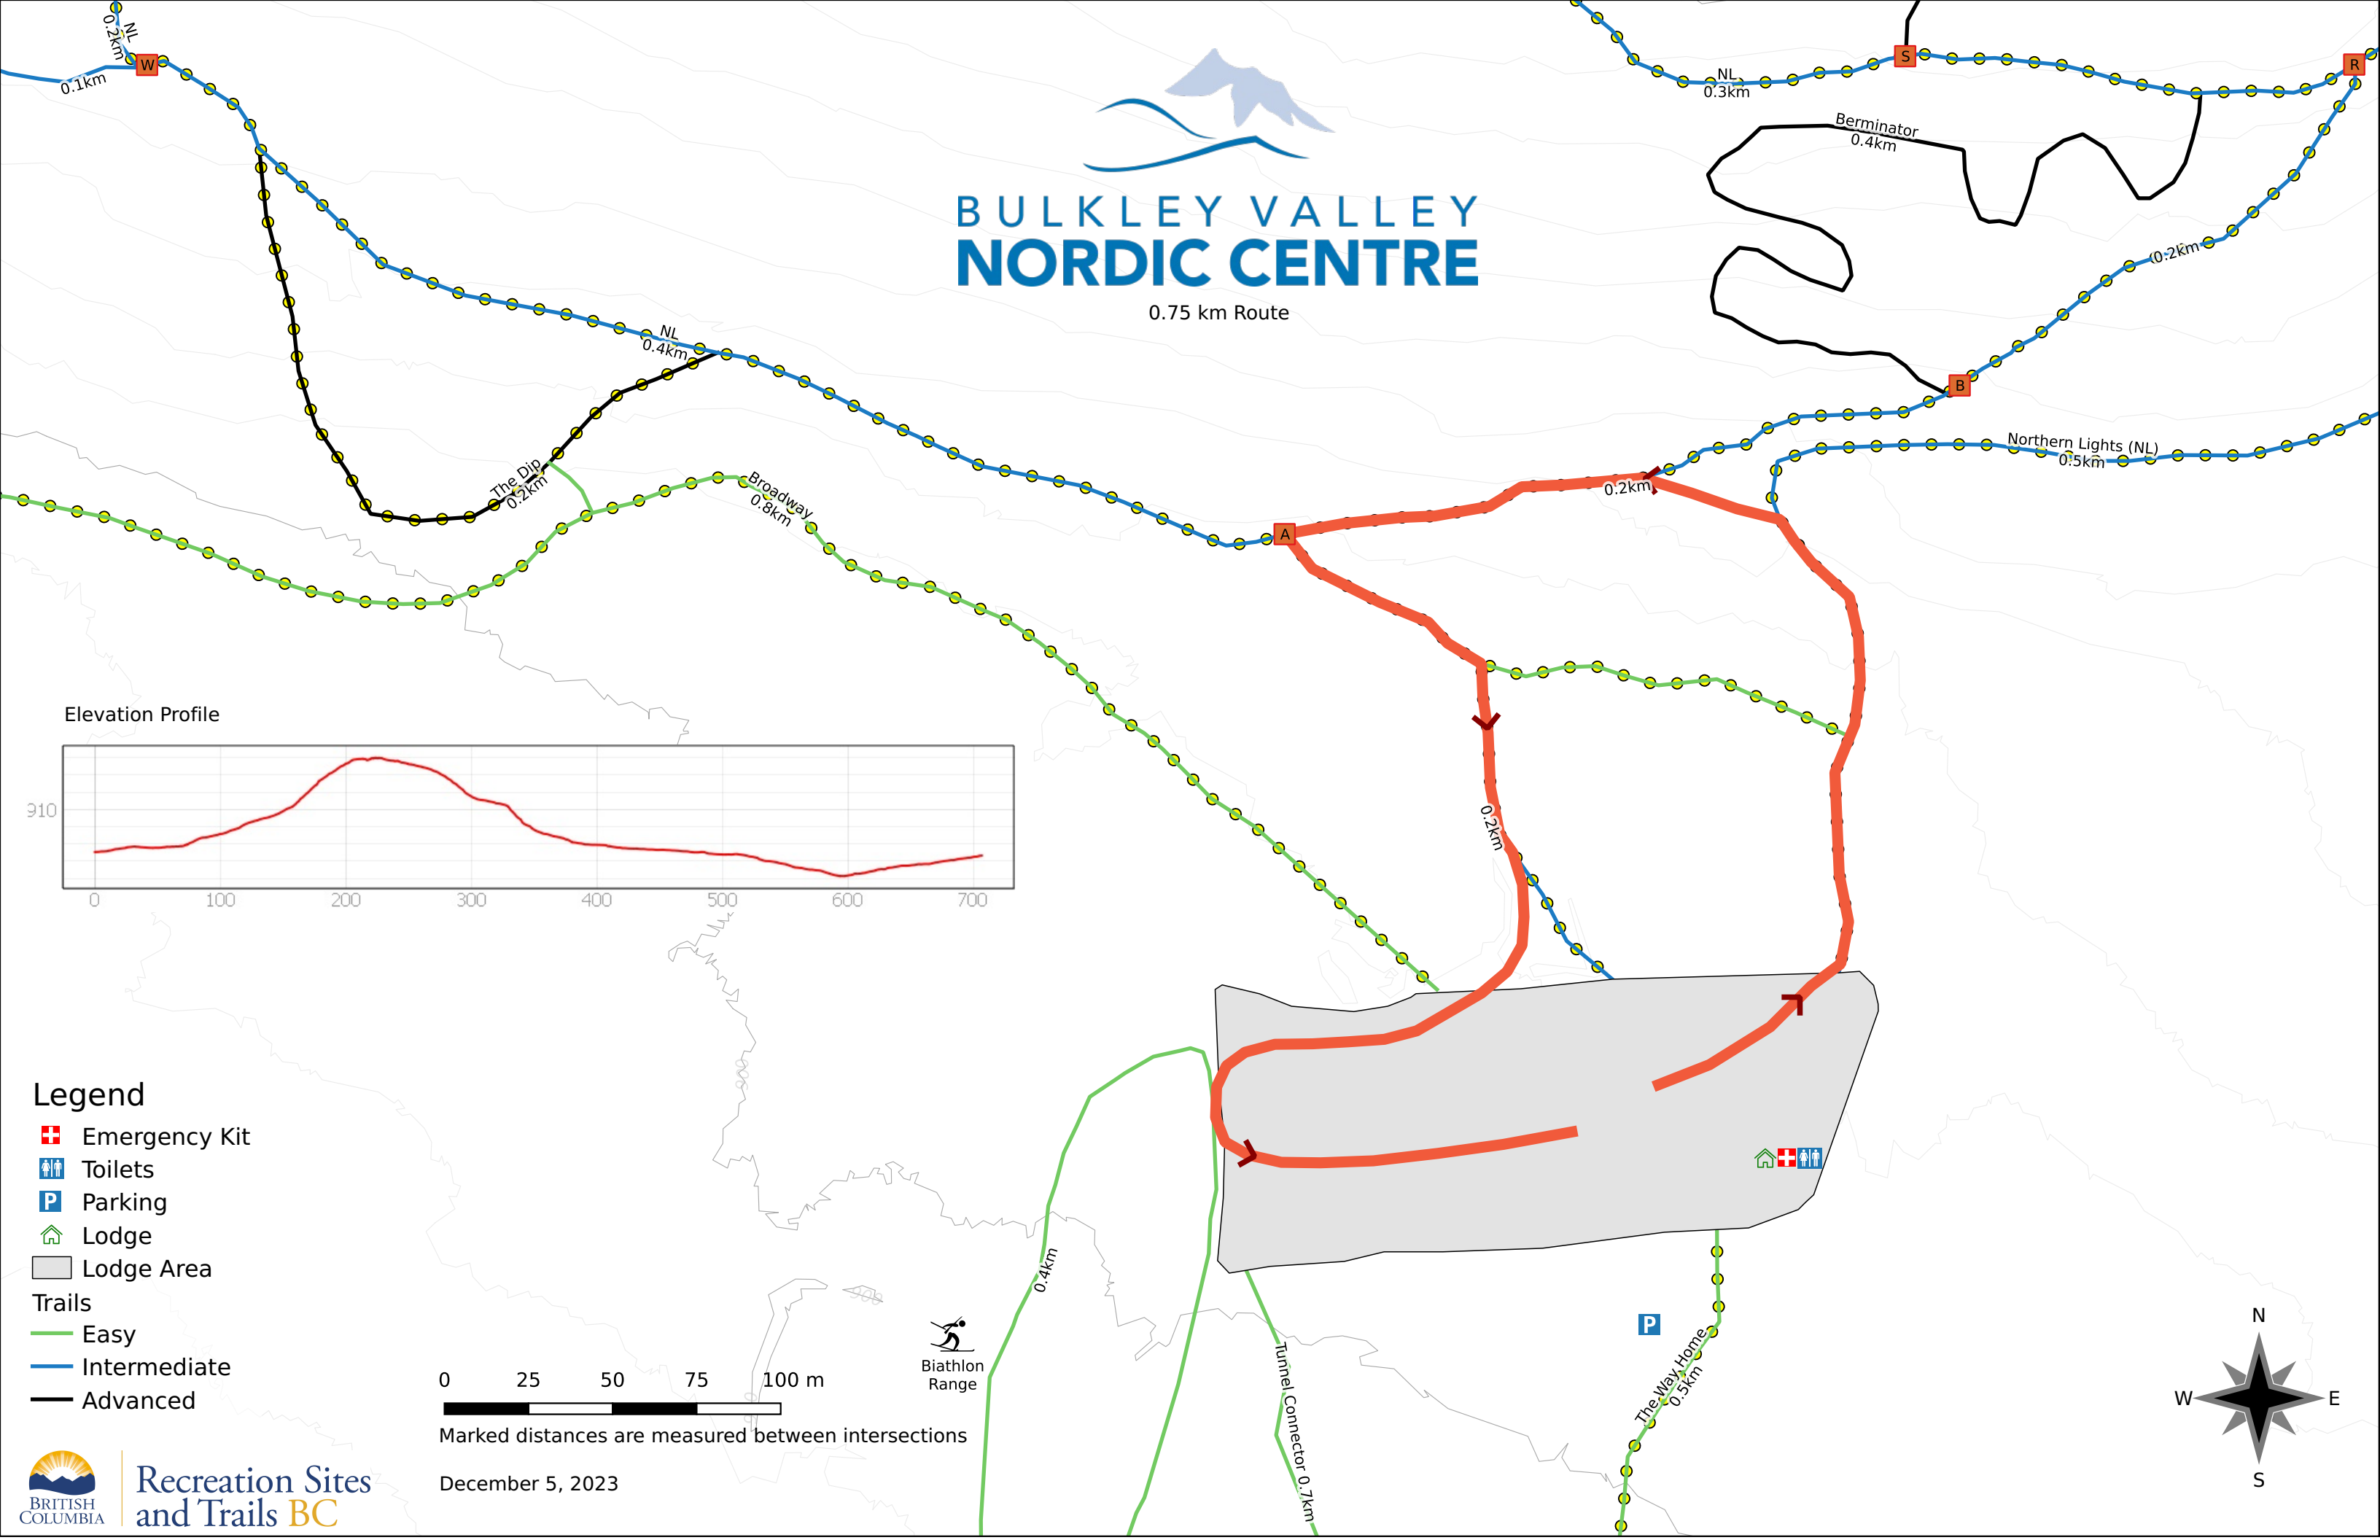 NL
0.2km
W
0.1km
S
R
NL
0.3km
Berminator
0.4km
(0.2km
BULKLEY VALLEY
NORDIC CENTRE
0.75 km Route
NL
0.4km
B
Northern Lights (NL)
0.5km
The Dip
0.2km
Broadway
0.8km
0.2km
A
Elevation Profile
910
0 100 200 300 400 500 600 700
0.2km
Legend
Emergency Kit
Toilets
P Parking
Lodge
Lodge Area
Trails
Easy
Intermediate
Advanced
0.4km
900
Biathlon
Range
P
The Way Home
0.5km
Tunnel Connector 0.7km
0 25 50 75 100 m
Marked distances are measured between intersections
December 5, 2023
BRITISH
COLUMBIA
Recreation Sites
and Trails BC
N
W E
S